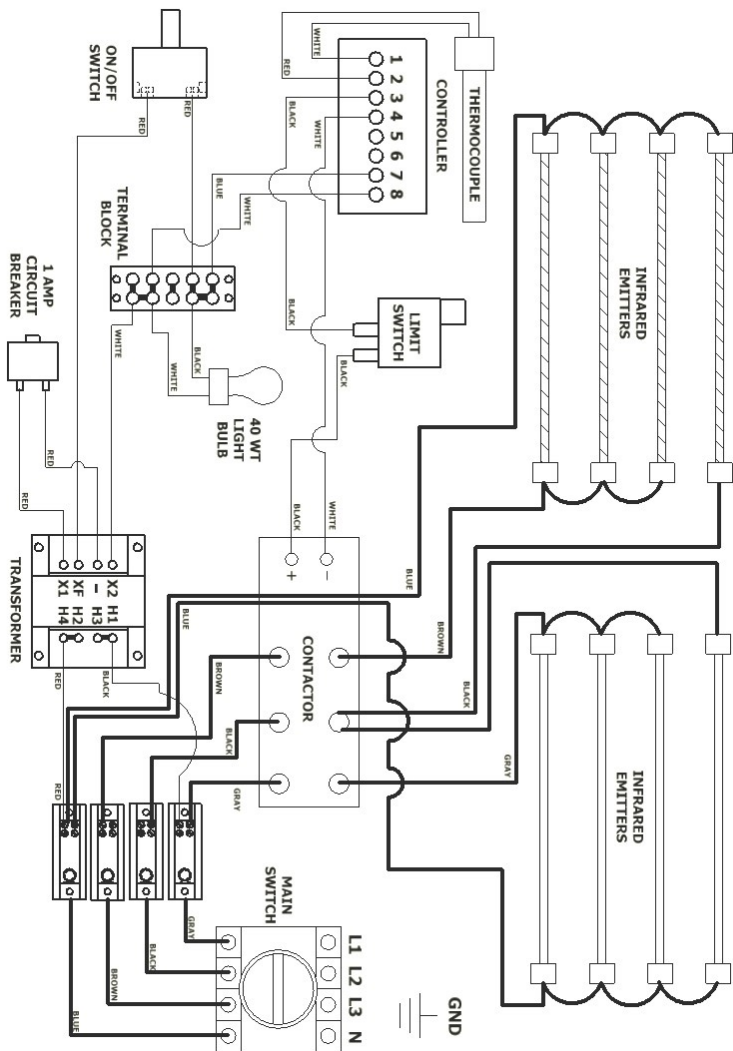 ON/OFF
SWITCH
RED
RED
WHITE
RED
BLACK
WHITE
1
2
3
4
5
6
7
8
CONTROLLER
THERMOCOUPLE
BLUE
WHITE
TERMINAL
BLOCK
1 AMP
CIRCUIT
BREAKER
RED
RED
WHITE
WHITE
BLACK
40 WT
LIGHT
BULB
BLACK
LIMIT
SWITCH
BLACK
BLACK
WHITE
+
-
CONTACTOR
INFRARED
EMITTERS
INFRARED
EMITTERS
X2 H1
- H3
XF H2
X1 H4
TRANSFORMER
RED
BLACK
BLUE
BLUE
BROWN
BLACK
GRAY
BROWN
BLACK
GRAY
RED
MAIN
SWITCH
GRAY
BLACK
BROWN
BLUE
L1
L2
L3
N
GND